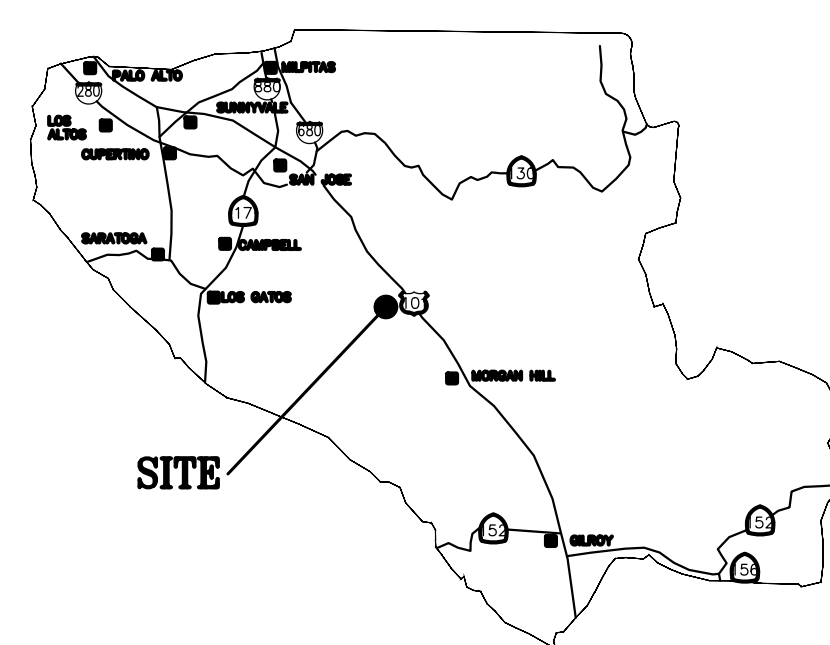 PALO ALTO
MILPITAS
280
880
SUNNYVALE
LOS
ALTOS
680
CUPERTINO
130
SAN JOSE
17
SARATOGA
CAMPBELL
LOS GATOS
101
MORGAN HILL
SITE
152
GILROY
152
156